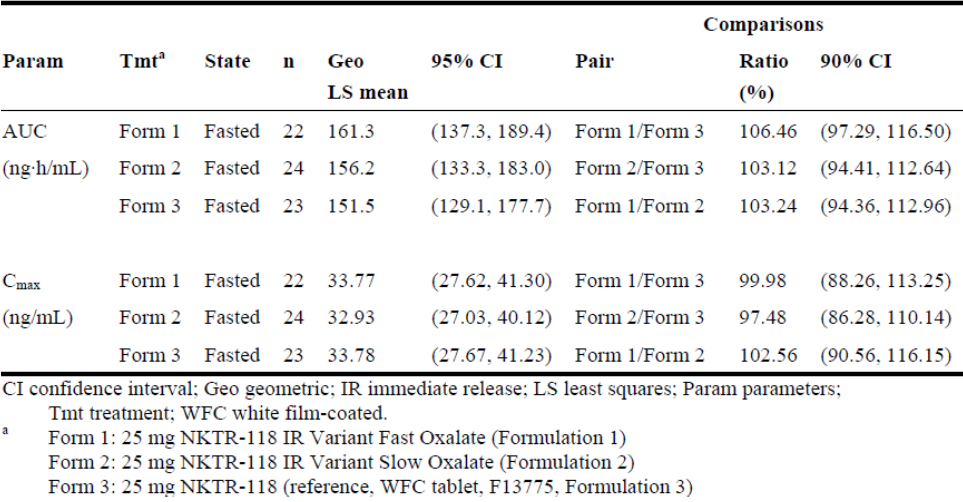 Comparisons
Param Tmtᵃ State n Geo 95% CI Pair Ratio 90% CI
LS mean (%)
AUC Form 1 Fasted 22 161.3 (137.3, 189.4) Form 1/Form 3 106.46 (97.29, 116.50)
(ng·h/mL) Form 2 Fasted 24 156.2 (133.3, 183.0) Form 2/Form 3 103.12 (94.41, 112.64)
Form 3 Fasted 23 151.5 (129.1, 177.7) Form 1/Form 2 103.24 (94.36, 112.96)
Cmax Form 1 Fasted 22 33.77 (27.62, 41.30) Form 1/Form 3 99.98 (88.26, 113.25)
(ng/mL) Form 2 Fasted 24 32.93 (27.03, 40.12) Form 2/Form 3 97.48 (86.28, 110.14)
Form 3 Fasted 23 33.78 (27.67, 41.23) Form 1/Form 2 102.56 (90.56, 116.15)
CI confidence interval; Geo geometric; IR immediate release; LS least squares; Param parameters;
Tmt treatment; WFC white film-coated.
ᵃ Form 1: 25 mg NKTR-118 IR Variant Fast Oxalate (Formulation 1)
Form 2: 25 mg NKTR-118 IR Variant Slow Oxalate (Formulation 2)
Form 3: 25 mg NKTR-118 (reference, WFC tablet, F13775, Formulation 3)